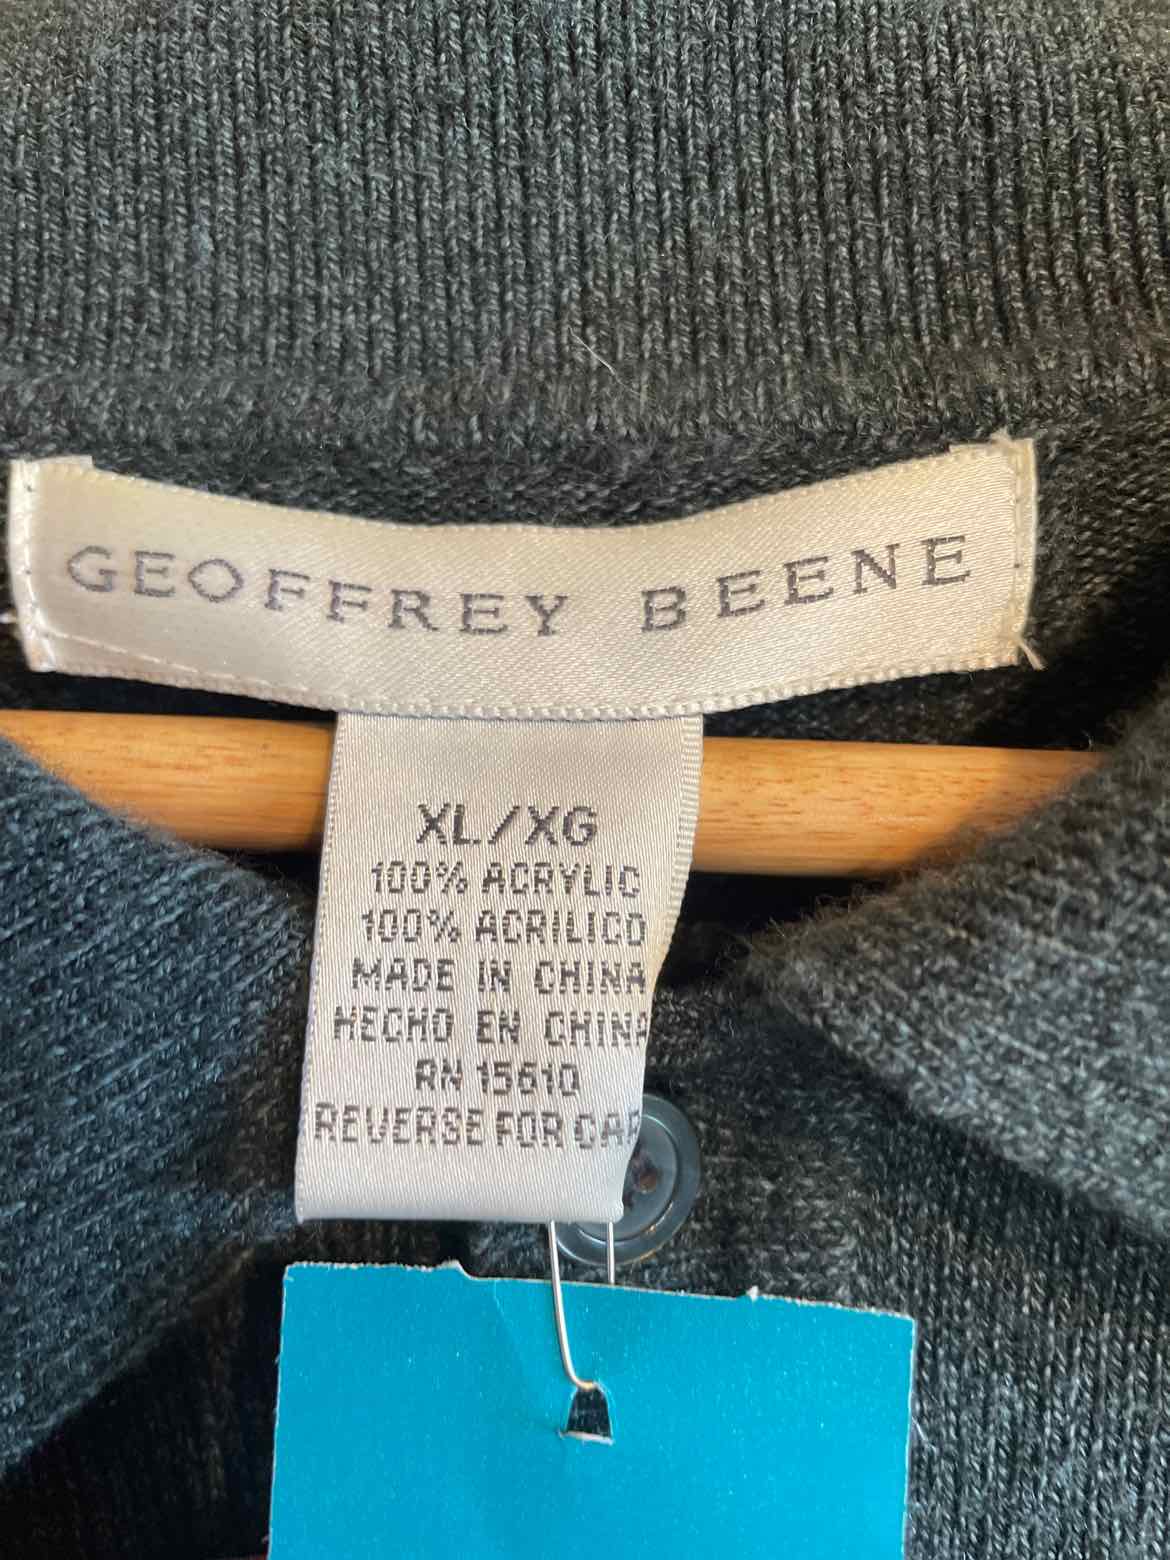 GEOFFREY BEENE
XL/XG
100% ACRYLIC
100% ACRILICO
MADE IN CHINA
HECHO EN CHINA
RN 15610
REVERSE FOR